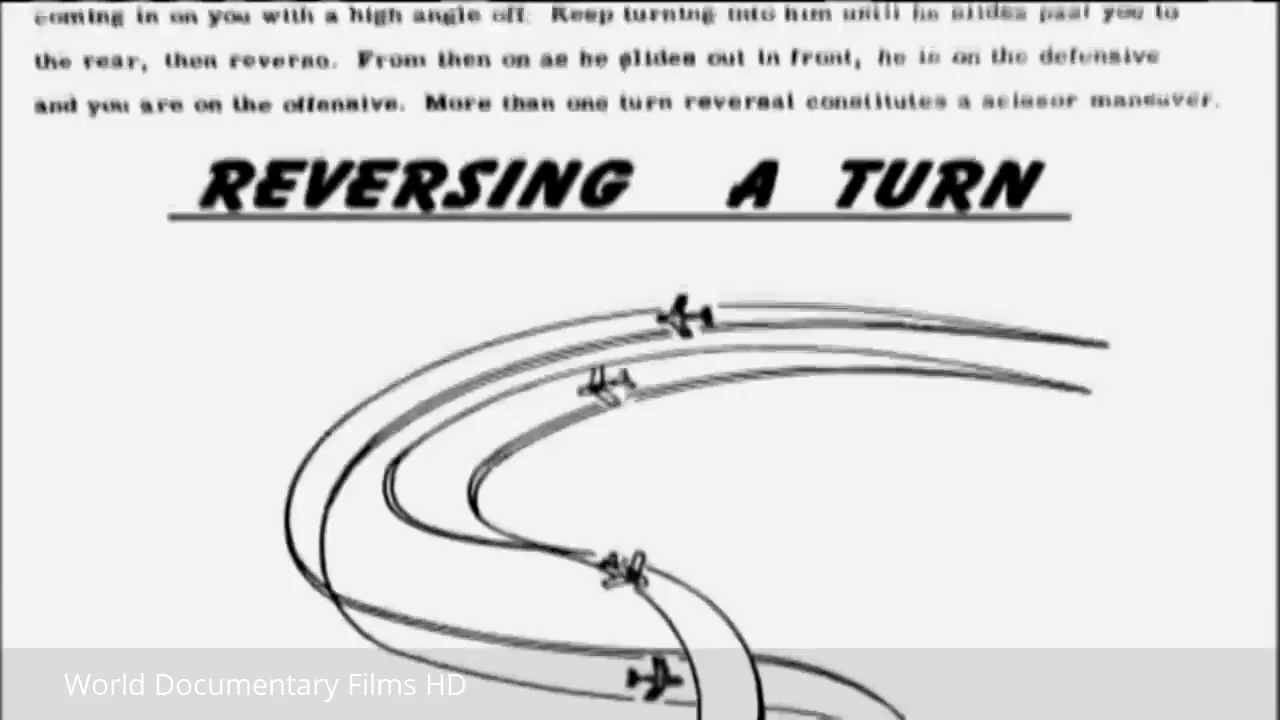 coming in on you with a high angle off. Keep turning into him until he slides past you to
the rear, then reverse. From then on as he glides out in front, he is on the defensive
and you are on the offensive. More than one turn reversal constitutes a scissor maneuver.
REVERSING A TURN
World Documentary Films HD